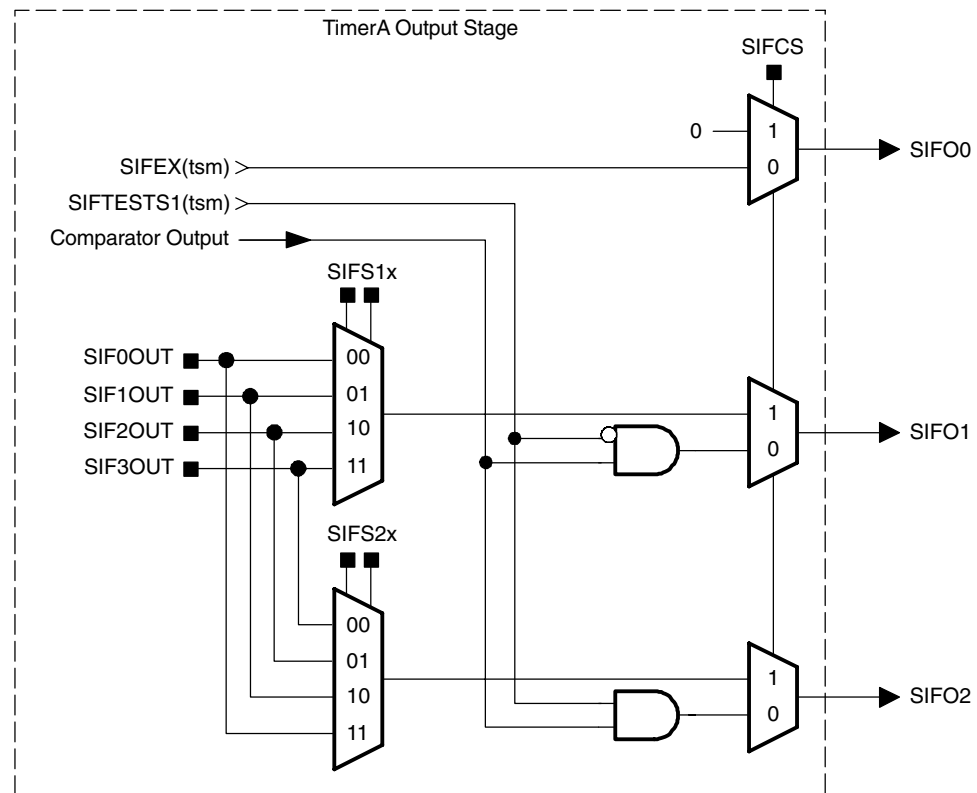 TimerA Output Stage
SIFCS
0
1
0
SIFO0
SIFEX(tsm)
SIFTESTS1(tsm)
Comparator Output
SIFS1x
SIF0OUT
SIF1OUT
SIF2OUT
SIF3OUT
00
01
10
11
1
0
SIFO1
SIFS2x
00
01
10
11
1
0
SIFO2